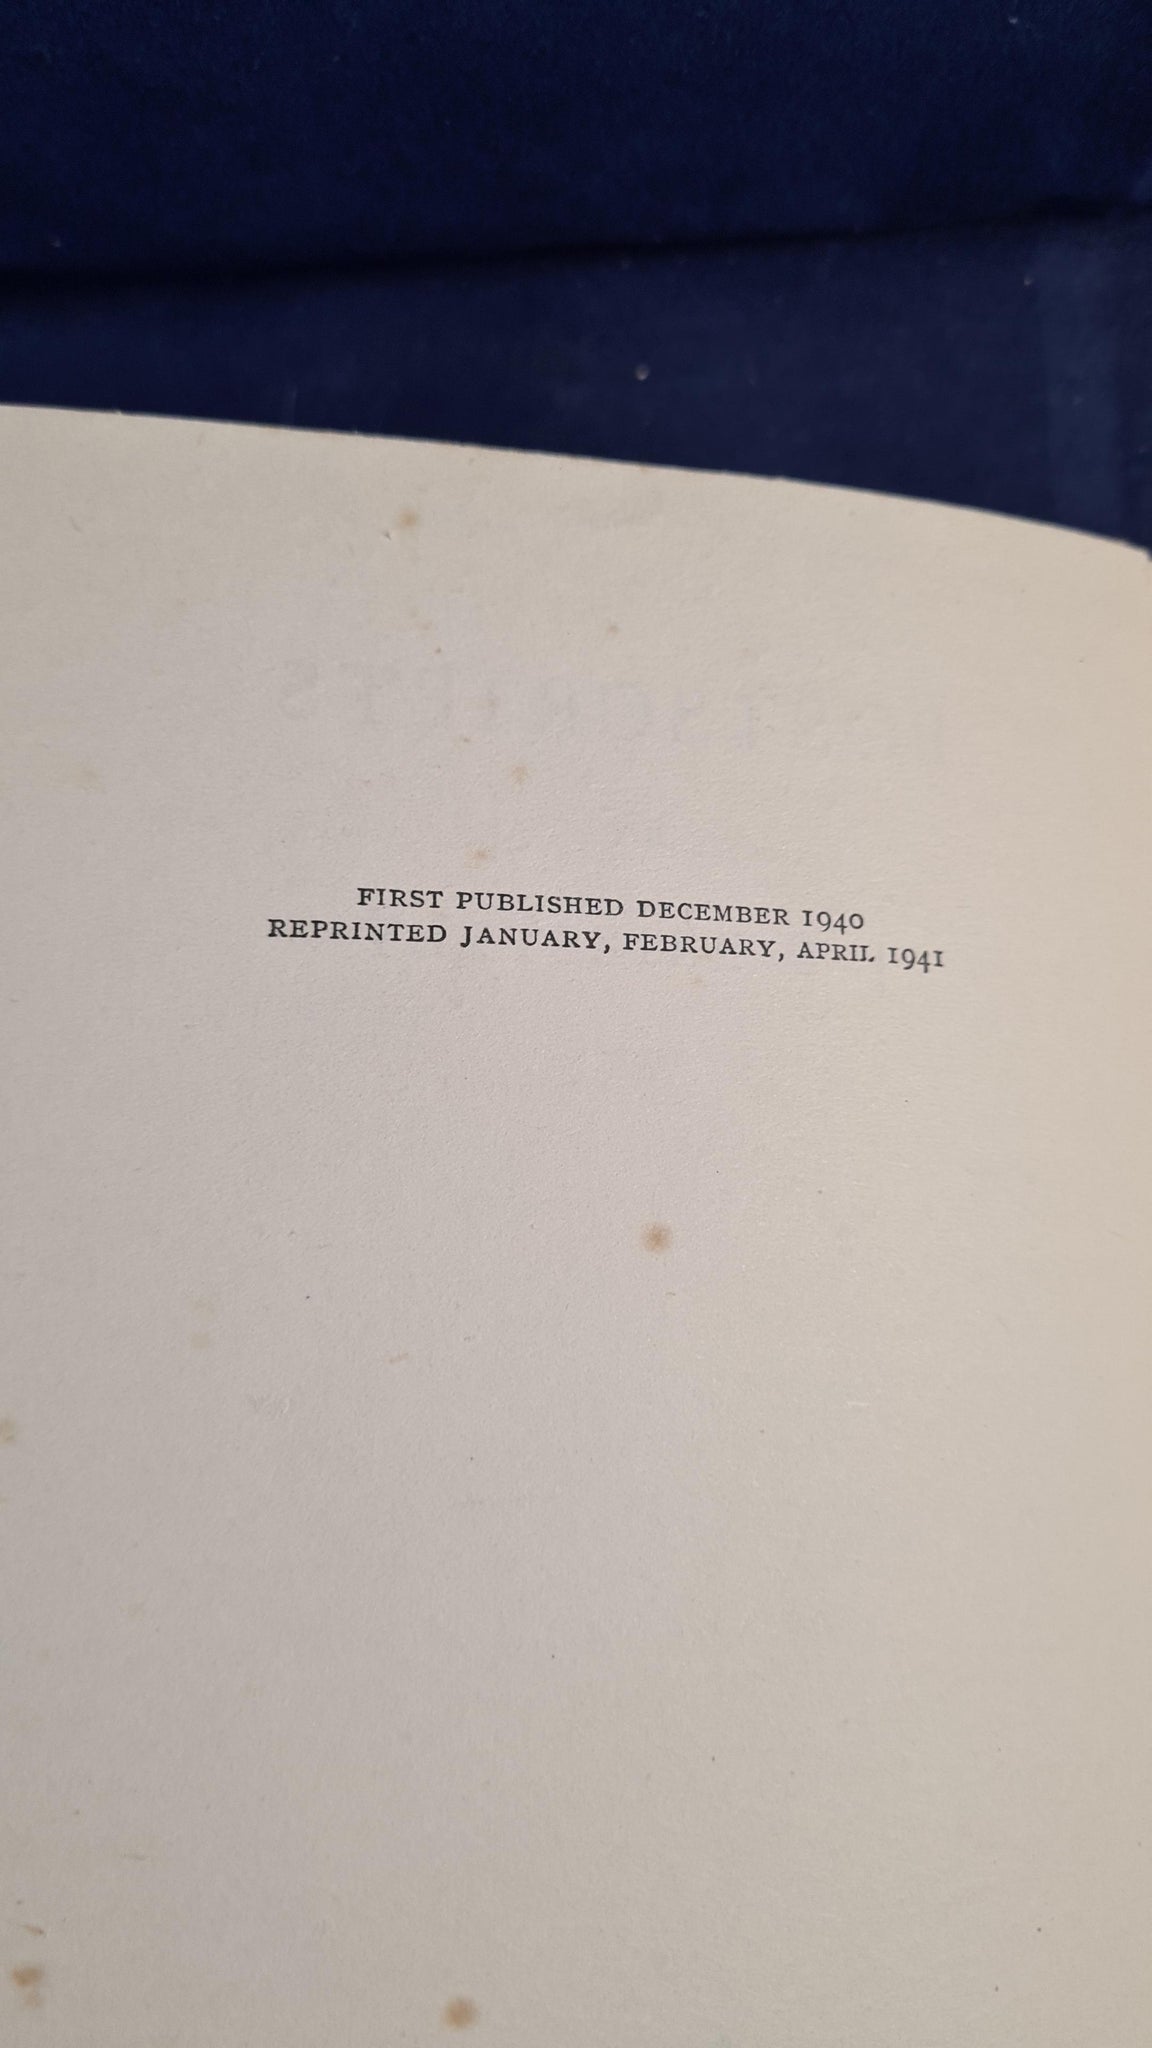 FIRST PUBLISHED DECEMBER 1940
REPRINTED JANUARY, FEBRUARY, APRIL 1941